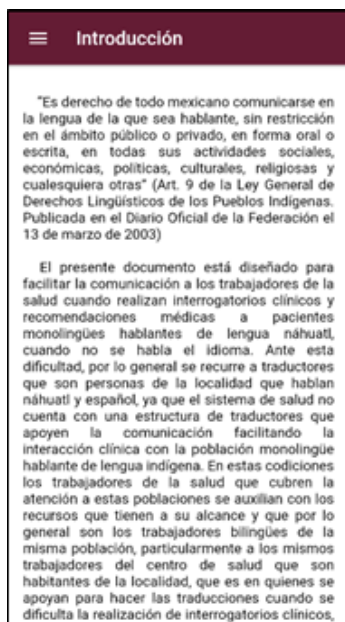 Introducción
"Es derecho de todo mexicano comunicarse en
la lengua de la que sea hablante, sin restricción
en el ámbito público o privado, en forma oral o
escrita, en todas sus actividades sociales,
económicas, políticas, culturales, religiosas y
cualesquiera otras" (Art. 9 de la Ley General de
Derechos Lingüísticos de los Pueblos Indígenas.
Publicada en el Diario Oficial de la Federación el
13 de marzo de 2003)
El presente documento está diseñado para
facilitar la comunicación a los trabajadores de la
salud cuando realizan interrogatorios clínicos y
recomendaciones médicas a pacientes
monolingües hablantes de lengua náhuatl,
cuando no se habla el idioma. Ante esta
dificultad, por lo general se recurre a traductores
que son personas de la localidad que hablan
náhuatl y español, ya que el sistema de salud no
cuenta con una estructura de traductores que
apoyen la comunicación facilitando la
interacción clínica con la población monolingüe
hablante de lengua indígena. En estas codiciones
los trabajadores de la salud que cubren la
atención a estas poblaciones se auxilian con los
recursos que tienen a su alcance y que por lo
general son los trabajadores bilingües de la
misma población, particularmente a los mismos
trabajadores del centro de salud que son
habitantes de la localidad, que es en quienes se
apoyan para hacer las traducciones cuando se
dificulta la realización de interrogatorios clínicos,